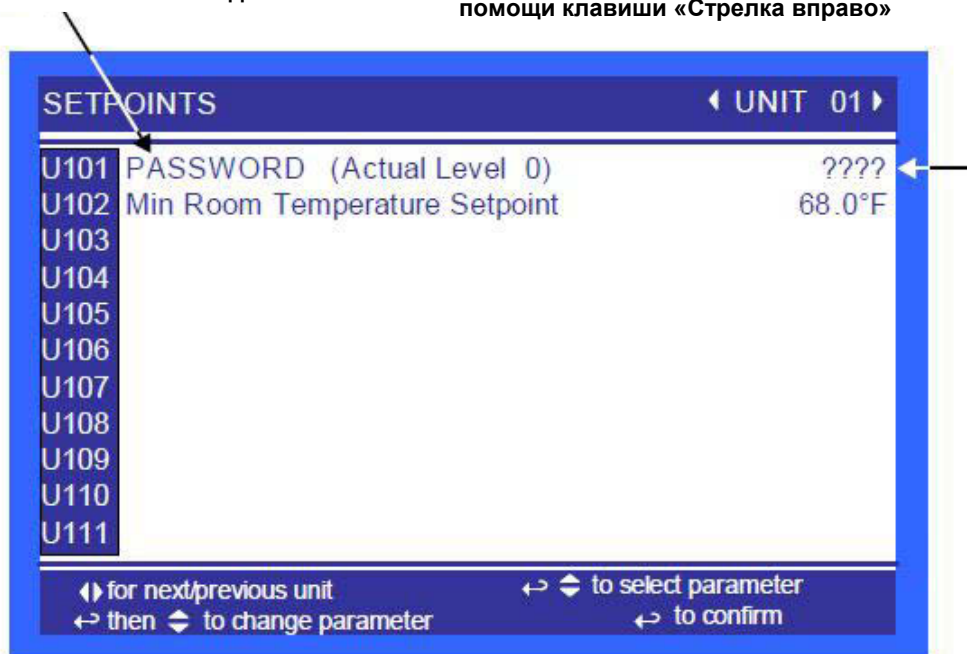 помощи клавиши «Стрелка вправо»
SETPOINTS UNIT 01
U101 PASSWORD (Actual Level 0) ????
U102 Min Room Temperature Setpoint 68.0°F
U103
U104
U105
U106
U107
U108
U109
U110
U111
for next/previous unit ↩ to select parameter
↩ then to change parameter ↩ to confirm